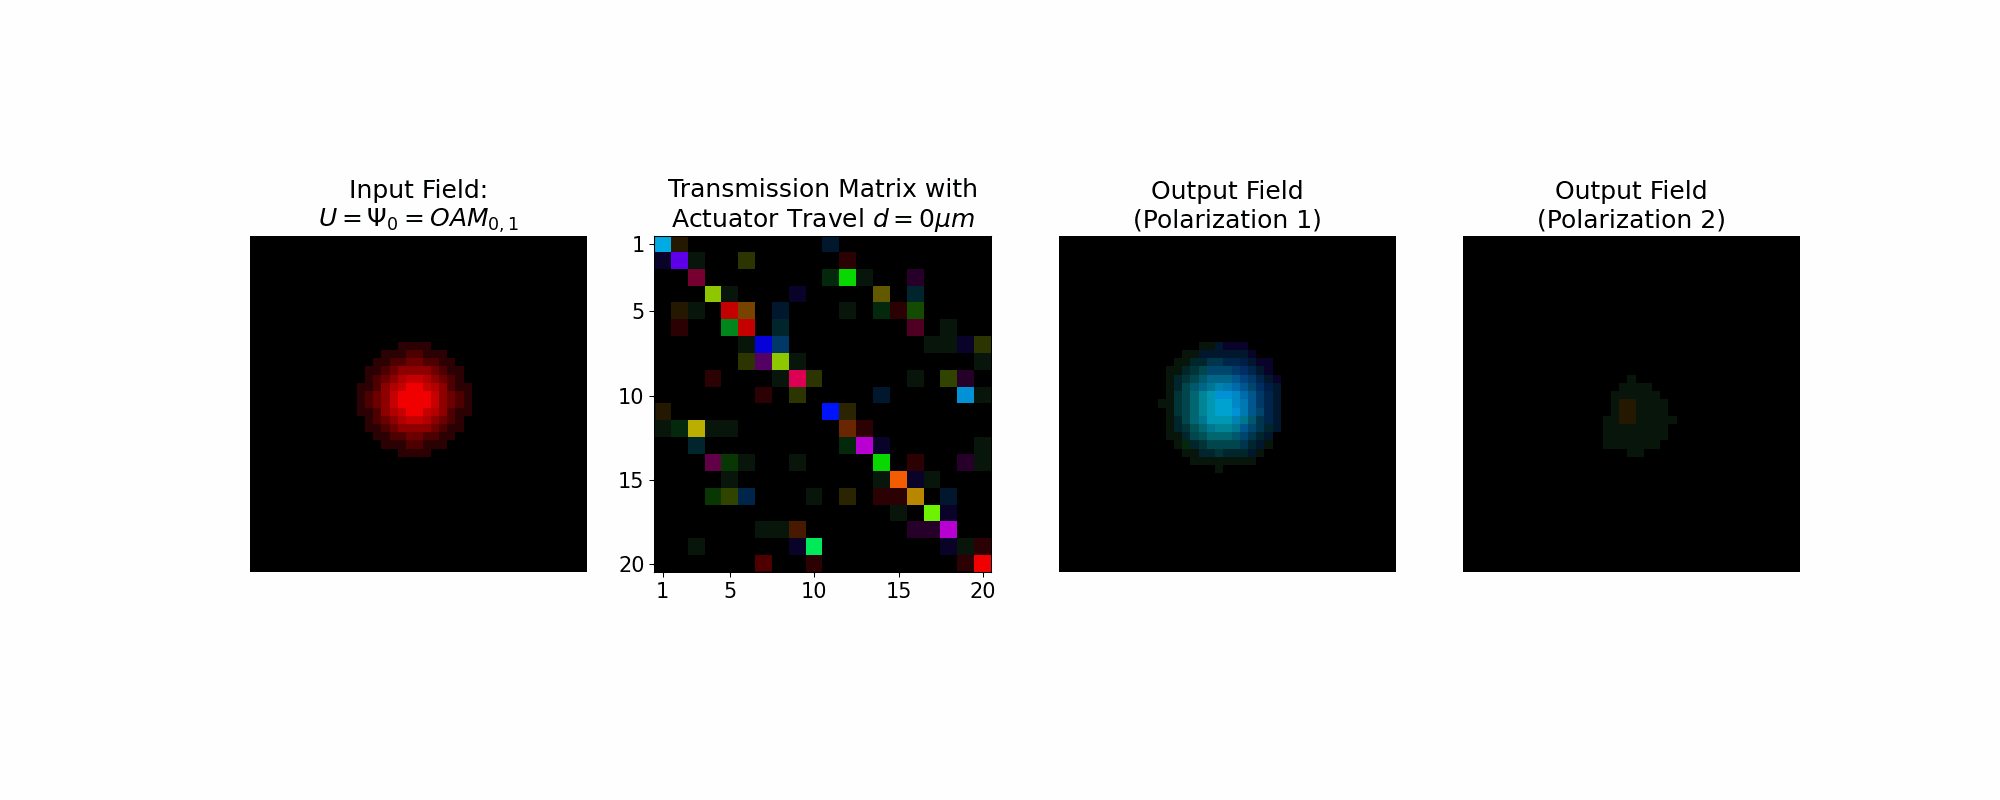 Input Field:
U = Ψ₀ = OAM₀,₁
Transmission Matrix with
Actuator Travel d = 0μm
Output Field
(Polarization 1)
Output Field
(Polarization 2)
1
5
10
15
20
1 5 10 15 20